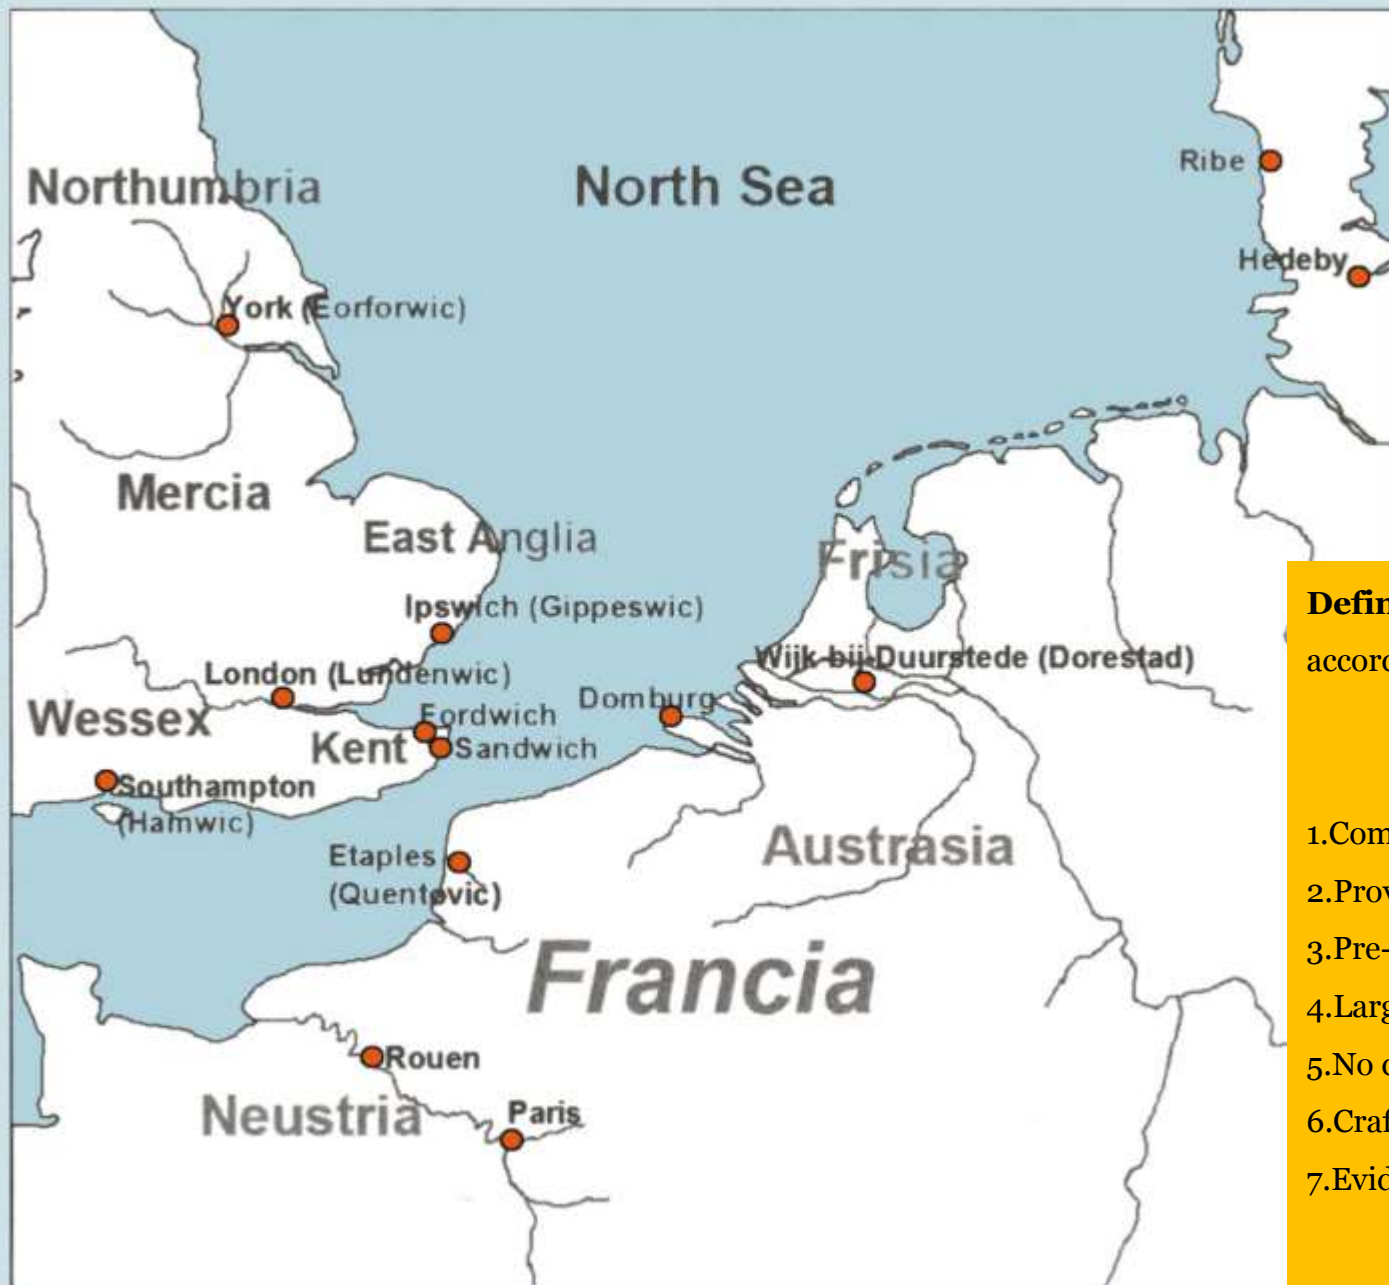 North Sea
Northumbria
Ribe
Hedeby
York (Eorforwic)
Mercia
East Anglia
Frisia
Ipswich (Gippeswic)
Wijk-bij-Duurstede (Dorestad)
London (Lundenwic)
Domburg
Wessex
Fordwich
Kent
Sandwich
Southampton
(Hamwic)
Austrasia
Etaples
(Quentovic)
Francia
Rouen
Neustria
Paris
Defin
accor
1.Com
2.Prov
3.Pre-
4.Larg
5.No
6.Craf
7.Evid